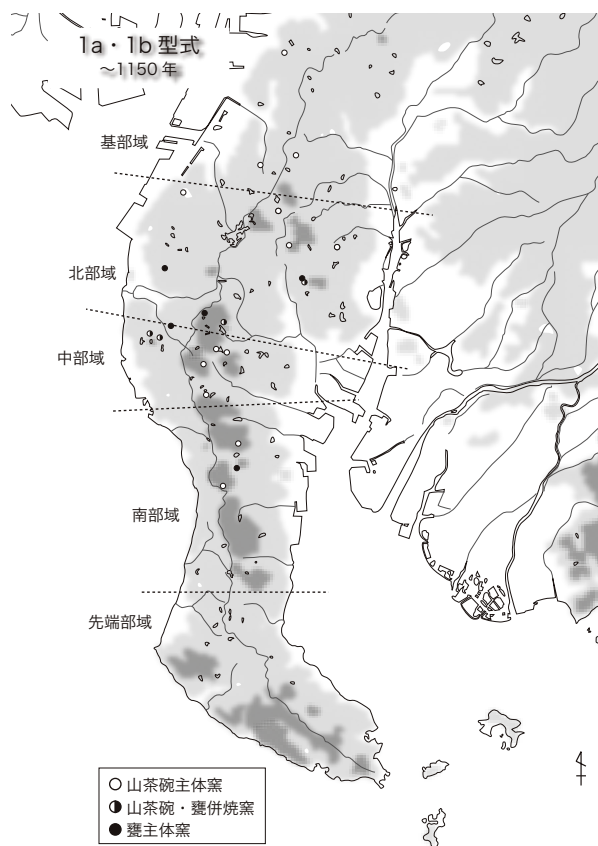 1a・1b 型式
～1150 年
基部域
北部域
中部域
南部域
先端部域
山茶碗主体窯
山茶碗・甕併焼窯
甕主体窯